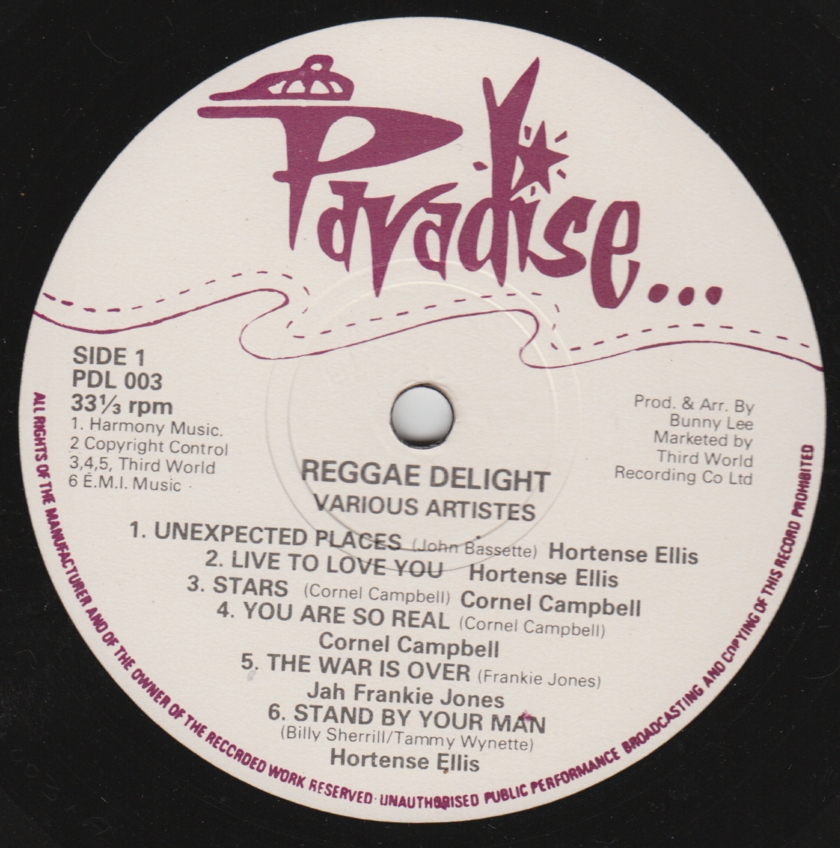 Paradise...
SIDE 1
PDL 003
33⅓ rpm
1. Harmony Music.
2 Copyright Control
3,4,5, Third World
6 E.M.I. Music
Prod. & Arr. By
Bunny Lee
Marketed by
Third World
Recording Co Ltd
REGGAE DELIGHT
VARIOUS ARTISTES
1. UNEXPECTED PLACES (John Bassette) Hortense Ellis
2. LIVE TO LOVE YOU Hortense Ellis
3. STARS (Cornel Campbell) Cornel Campbell
4. YOU ARE SO REAL (Cornel Campbell)
Cornel Campbell
5. THE WAR IS OVER (Frankie Jones)
Jah Frankie Jones
6. STAND BY YOUR MAN
(Billy Sherrill/Tammy Wynette)
Hortense Ellis
ALL RIGHTS OF THE MANUFACTURER AND OF THE OWNER OF THE RECORDED WORK RESERVED· UNAUTHORISED PUBLIC PERFORMANCE BROADCASTING AND COPYING OF THIS RECORD PROHIBITED